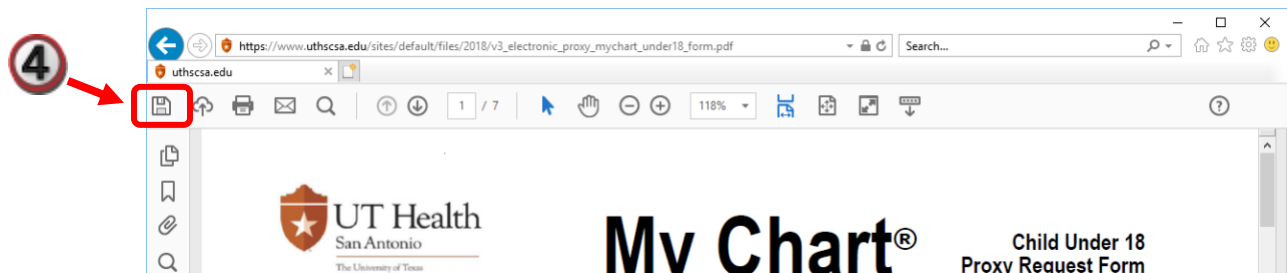 4
https://www.uthscsa.edu/sites/default/files/2018/v3_electronic_proxy_mychart_under18_form.pdf
Search...
uthscsa.edu
1 / 7
118%
UT Health
San Antonio
The University of Texas
My Chart®
Child Under 18
Proxy Request Form